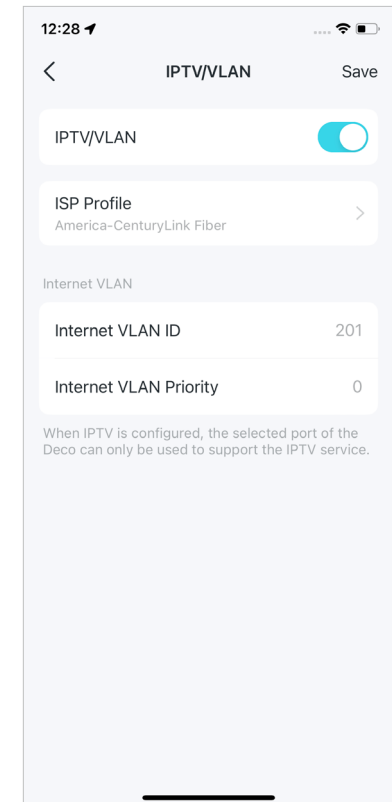 12:28
IPTV/VLAN
Save
IPTV/VLAN
ISP Profile
America-CenturyLink Fiber
Internet VLAN
Internet VLAN ID
201
Internet VLAN Priority
0
When IPTV is configured, the selected port of the
Deco can only be used to support the IPTV service.